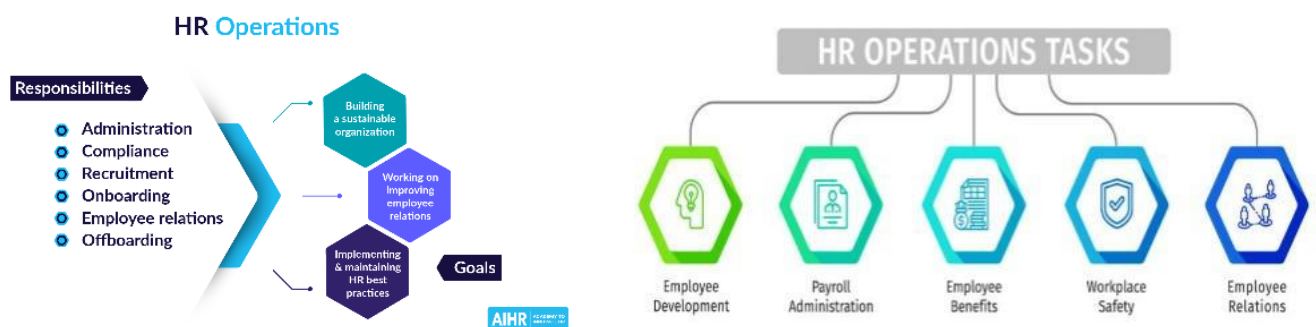 HR Operations
Responsibilities
Administration
Compliance
Recruitment
Onboarding
Employee relations
Offboarding
Building
a sustainable
organization
Working on
improving
employee
relations
Implementing
& maintaining
HR best
practices
Goals
AIHR
ACADEMY TO
HR OPERATIONS TASKS
Employee
Development
Payroll
Administration
Employee
Benefits
Workplace
Safety
Employee
Relations